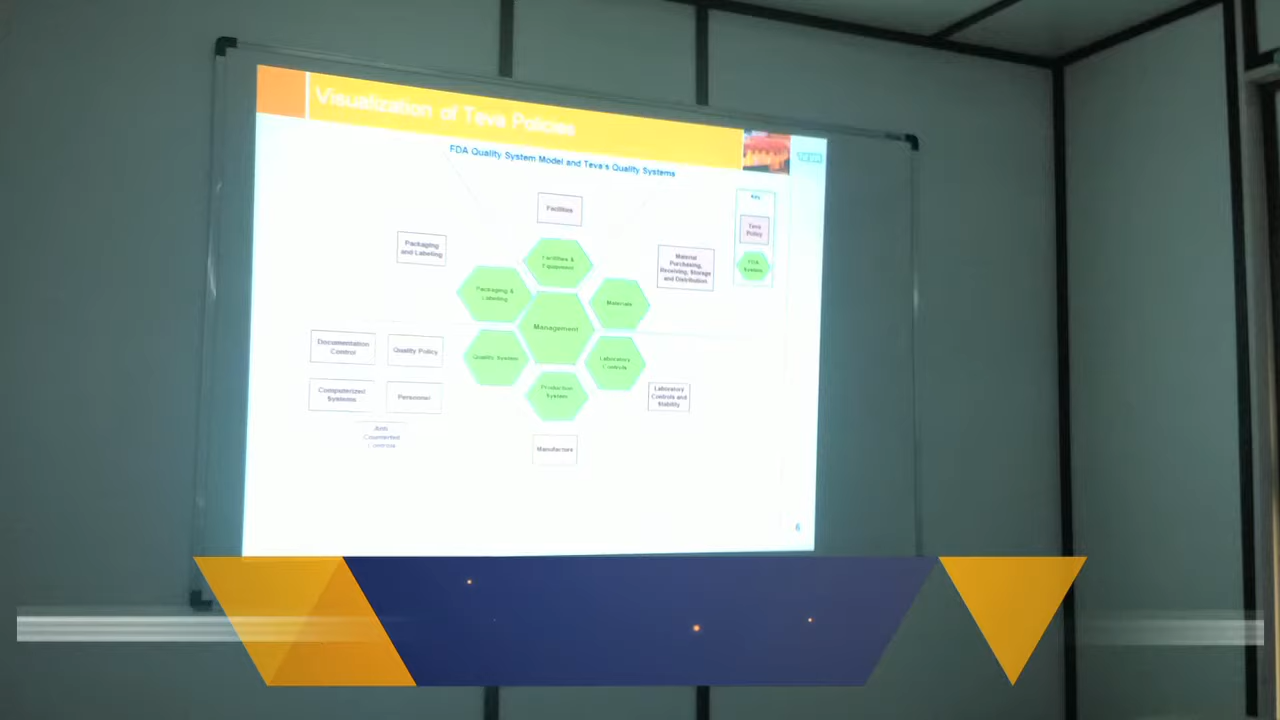 Visualization of Teva Policies
FDA Quality System Model and Teva's Quality Systems
Key
Teva
Policy
FDA
System
Facilities
Packaging
and Labeling
Material
Purchasing,
Receiving, Storage
and Distribution
Facilities &
Equipment
Packaging &
Labeling
Materials
Management
Quality System
Laboratory
Controls
Production
System
Documentation
Control
Quality Policy
Computerized
Systems
Personnel
Laboratory
Controls and
Stability
Manufacture
6